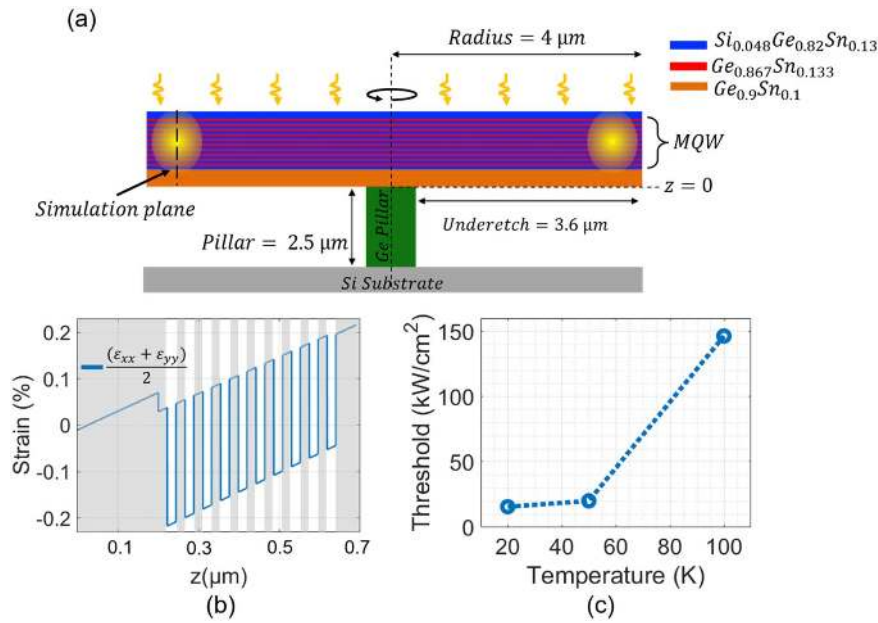 (a)
Radius = 4 μm
Si0.048Ge0.82Sn0.13
Ge0.867Sn0.133
Ge0.9Sn0.1
MQW
z = 0
Simulation plane
Pillar = 2.5 μm
Ge Pillar
Underetch = 3.6 μm
Si Substrate
0.2
0.1
0
-0.1
-0.2
Strain (%)
(εxx + εyy)
2
0.1 0.3 0.5 0.7
z(μm)
(b)
150
100
50
0
Threshold (kW/cm²)
20 40 60 80 100
Temperature (K)
(c)